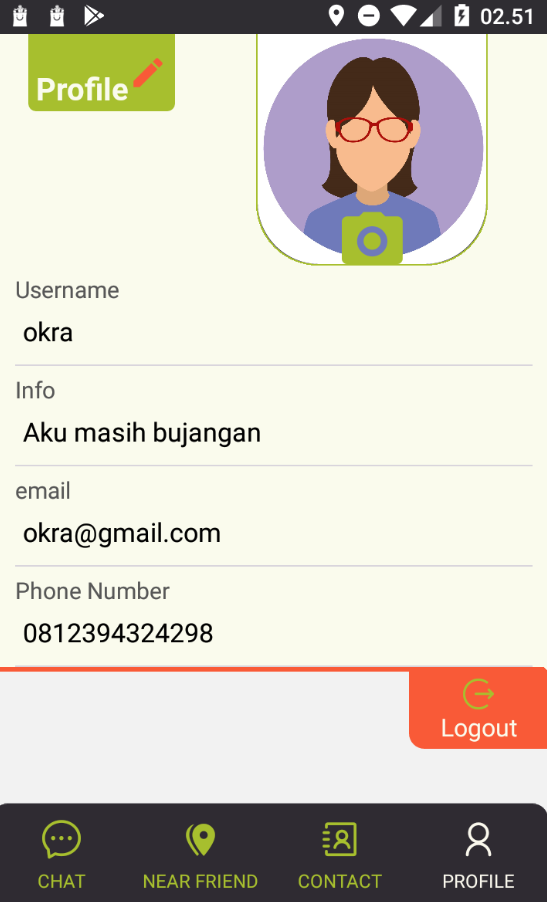 02.51
Profile
Username
okra
Info
Aku masih bujangan
email
okra@gmail.com
Phone Number
0812394324298
Logout
CHAT
NEAR FRIEND
CONTACT
PROFILE